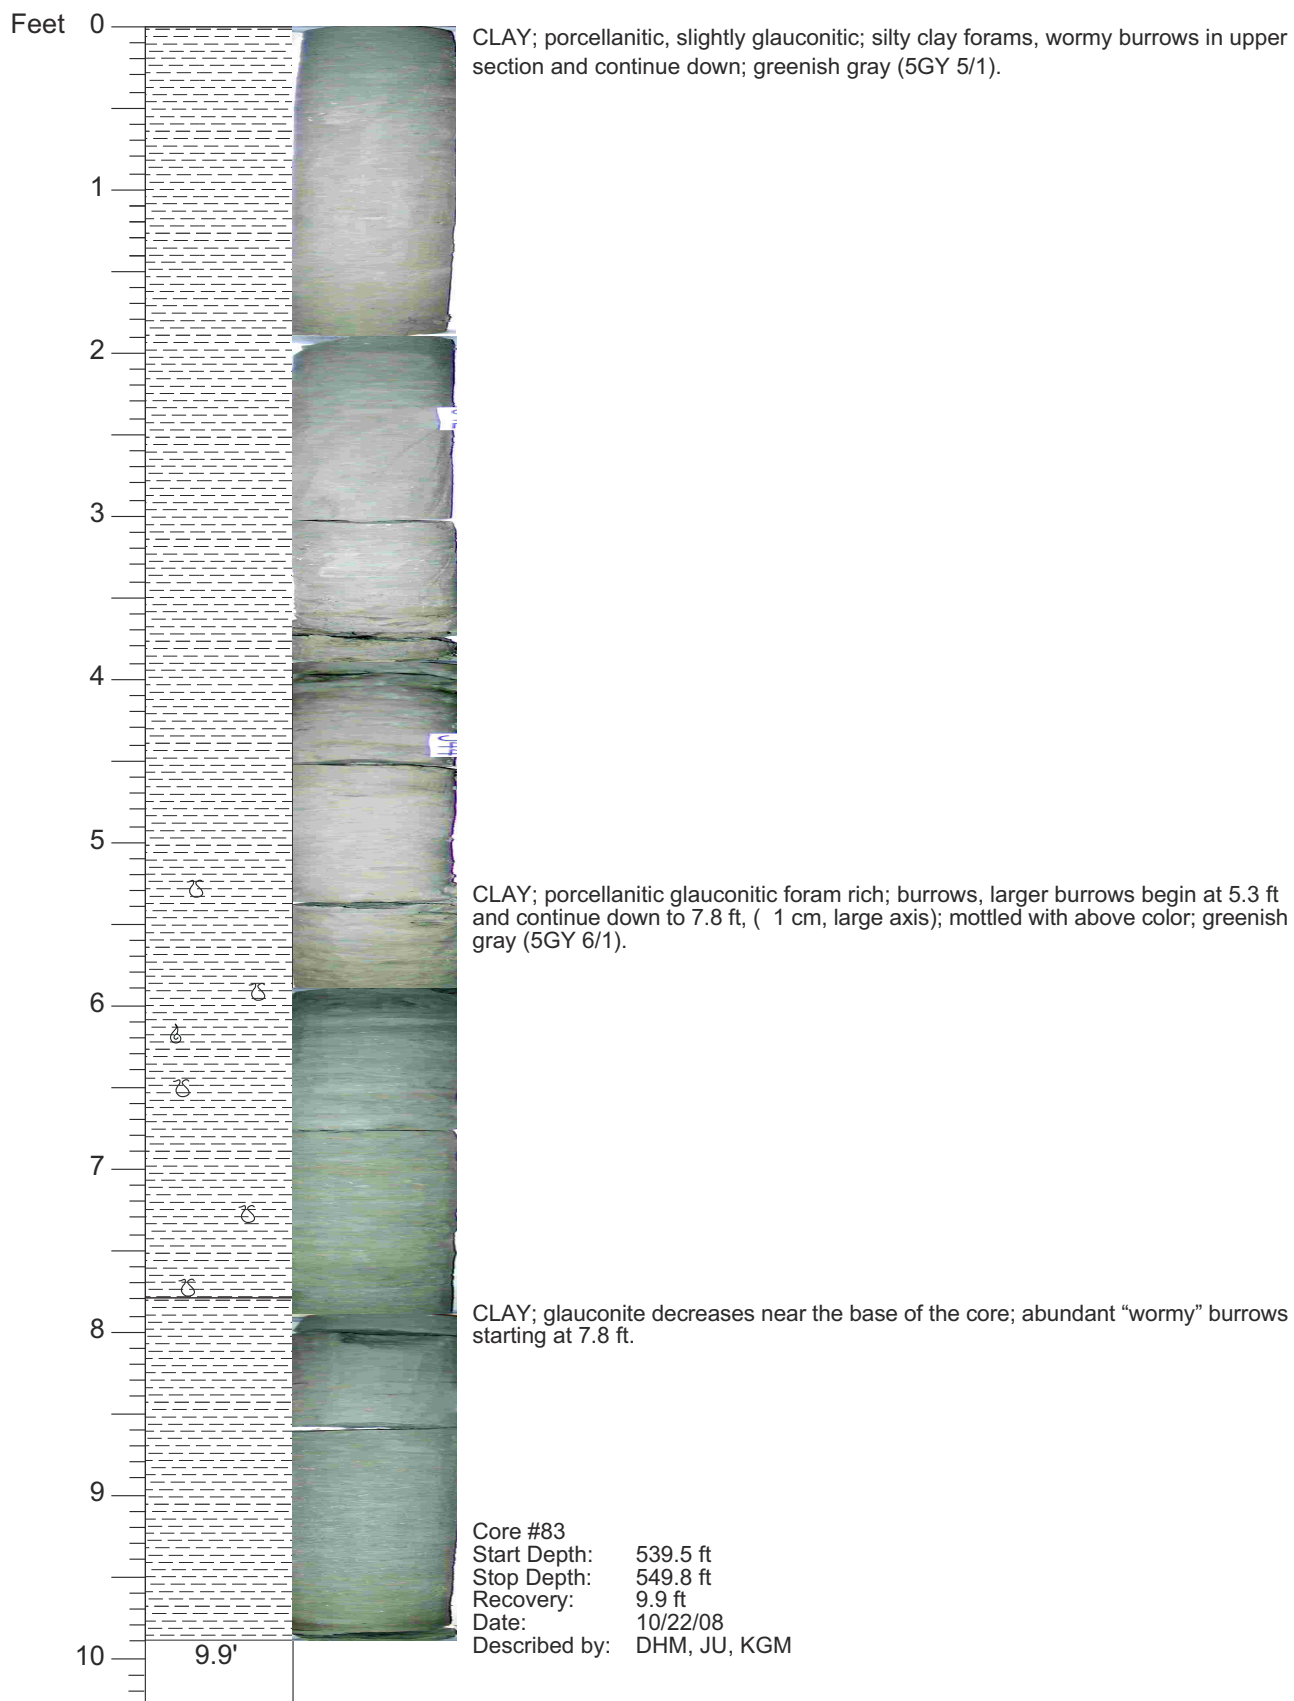 Feet 0
CLAY; porcellanitic, slightly glauconitic; silty clay forams, wormy burrows in upper
section and continue down; greenish gray (5GY 5/1).
1
2
3
4
5
CLAY; porcellanitic glauconitic foram rich; burrows, larger burrows begin at 5.3 ft
and continue down to 7.8 ft, ( 1 cm, large axis); mottled with above color; greenish
gray (5GY 6/1).
6
7
CLAY; glauconite decreases near the base of the core; abundant “wormy” burrows
8
starting at 7.8 ft.
9
Core #83
Start Depth: 539.5 ft
Stop Depth: 549.8 ft
Recovery: 9.9 ft
Date: 10/22/08
Described by: DHM, JU, KGM
10 9.9'